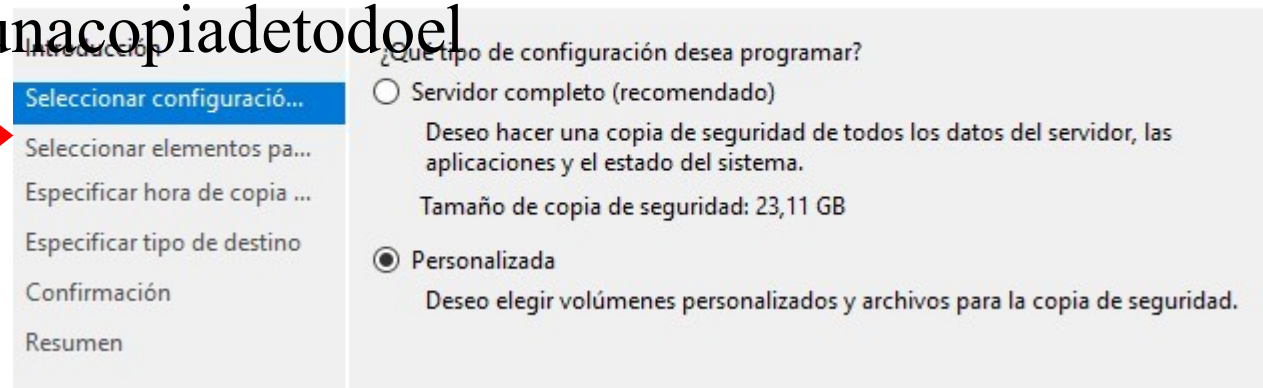 unacopiadetodoel
Introducción
Seleccionar configuració...
Seleccionar elementos pa...
Especificar hora de copia ...
Especificar tipo de destino
Confirmación
Resumen
¿Qué tipo de configuración desea programar?
Servidor completo (recomendado)
Deseo hacer una copia de seguridad de todos los datos del servidor, las
aplicaciones y el estado del sistema.
Tamaño de copia de seguridad: 23,11 GB
Personalizada
Deseo elegir volúmenes personalizados y archivos para la copia de seguridad.